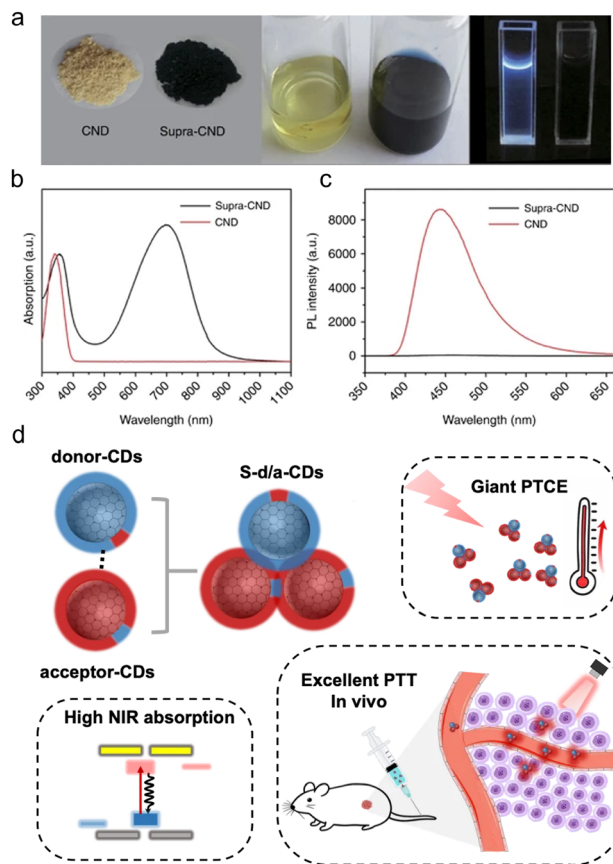 a
CND
Supra-CND
b
Supra-CND
CND
Absorption (a.u.)
300 400 500 600 700 800 900 1000 1100
Wavelength (nm)
c
Supra-CND
CND
PL intensity (a.u.)
8000
6000
4000
2000
0
350 400 450 500 550 600 650
Wavelength (nm)
d
donor-CDs
acceptor-CDs
S-d/a-CDs
Giant PTCE
High NIR absorption
Excellent PTT
In vivo